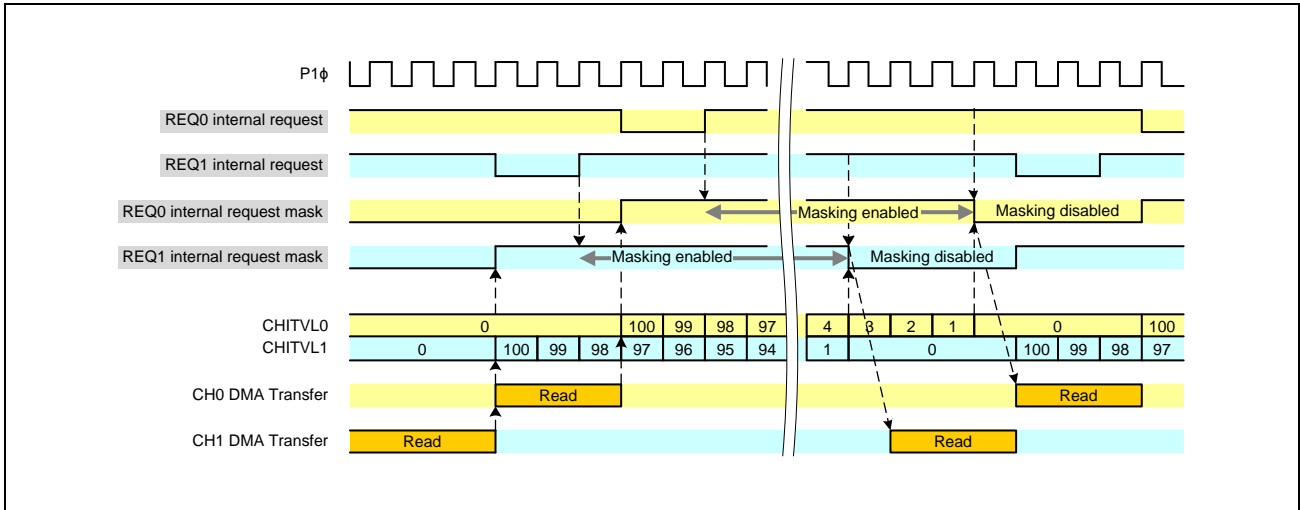 P1ϕ
REQ0 internal request
REQ1 internal request
REQ0 internal request mask
Masking enabled
Masking disabled
REQ1 internal request mask
Masking enabled
Masking disabled
CHITVL0
0 100 99 98 97 4 3 2 1 0 100
CHITVL1
0 100 99 98 97 96 95 94 1 0 100 99 98 97
CH0 DMA Transfer
Read Read
CH1 DMA Transfer
Read Read